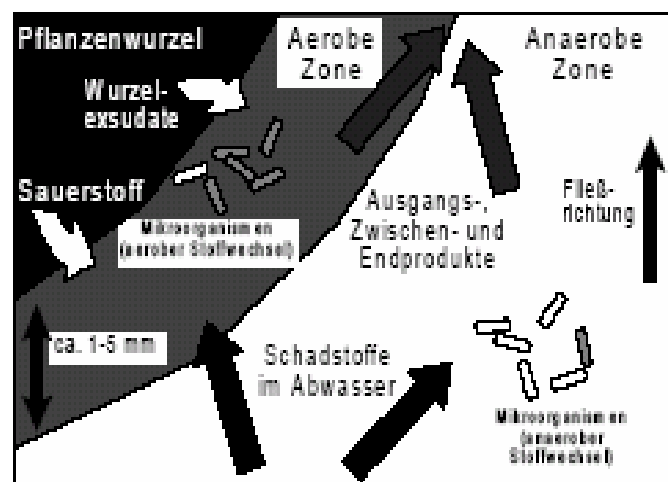 Pflanzenwurzel
Aerobe
Zone
Anaerobe
Zone
Wurzel-
exsudate
Sauerstoff
Mikroorganismen
(aerober Stoffwechsel)
Ausgangs-,
Zwischen- und
Endprodukte
Fließ-
richtung
ca. 1-5 mm
Schadstoffe
im Abwasser
Mikroorganismen
(anaerober
Stoffwechsel)